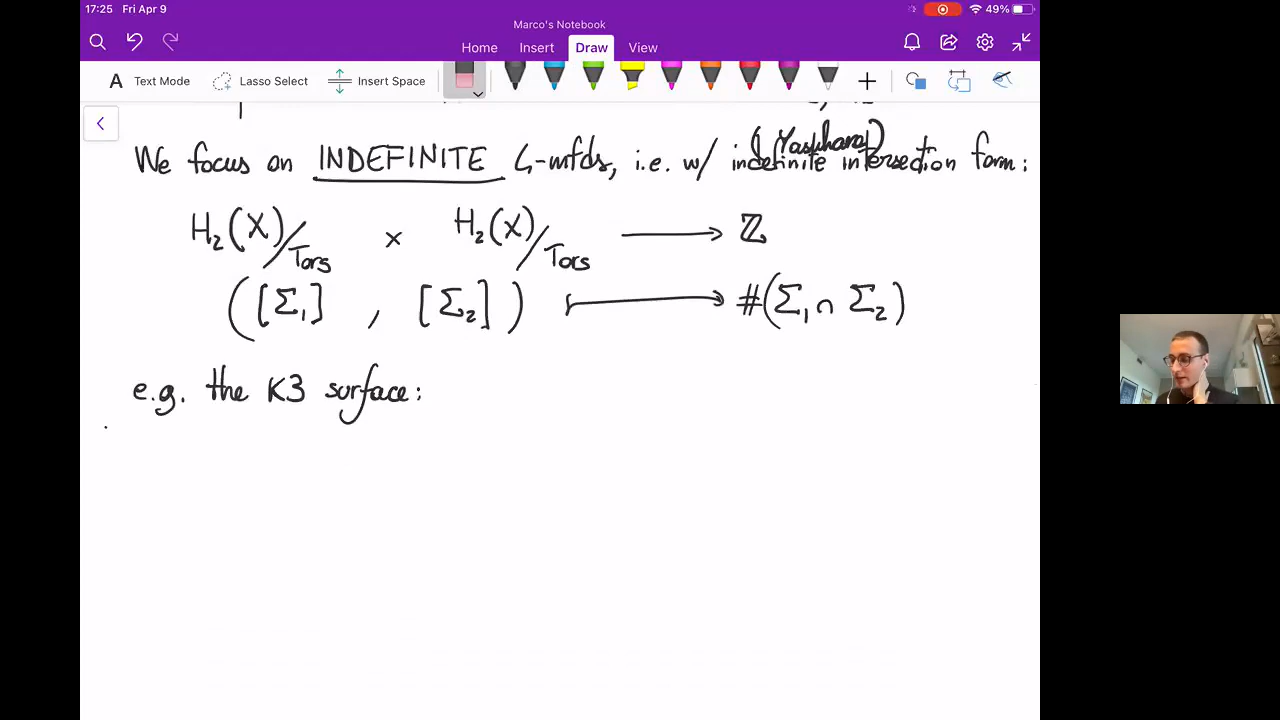 17:25 Fri Apr 9
49%
Marco's Notebook
Home Insert Draw View
A Text Mode Lasso Select Insert Space
(Yasuhara)
We focus on INDEFINITE 4-mfds, i.e. w/ indefinite intersection form:
H₂(X)/Tors × H₂(X)/Tors ⟶ ℤ
([Σ₁] , [Σ₂]) ⟼ #(Σ₁ ∩ Σ₂)
e.g. the K3 surface: